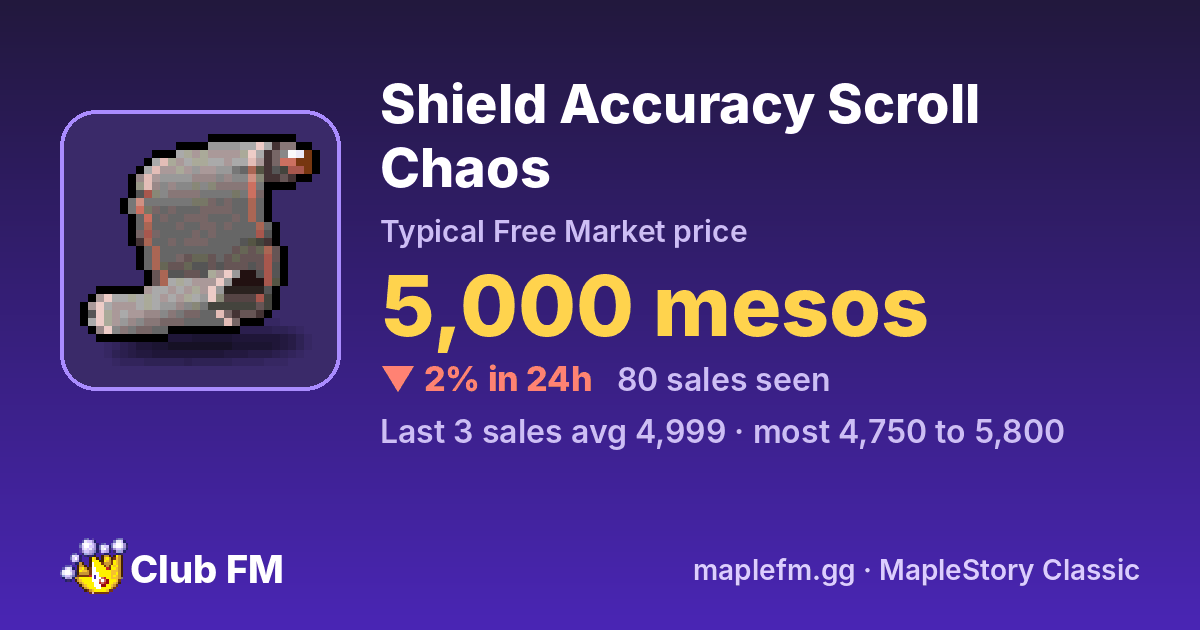 Shield Accuracy Scroll
Chaos
Typical Free Market price
5,000 mesos
▼ 2% in 24h 80 sales seen
Last 3 sales avg 4,999 · most 4,750 to 5,800
Club FM
maplefm.gg · MapleStory Classic